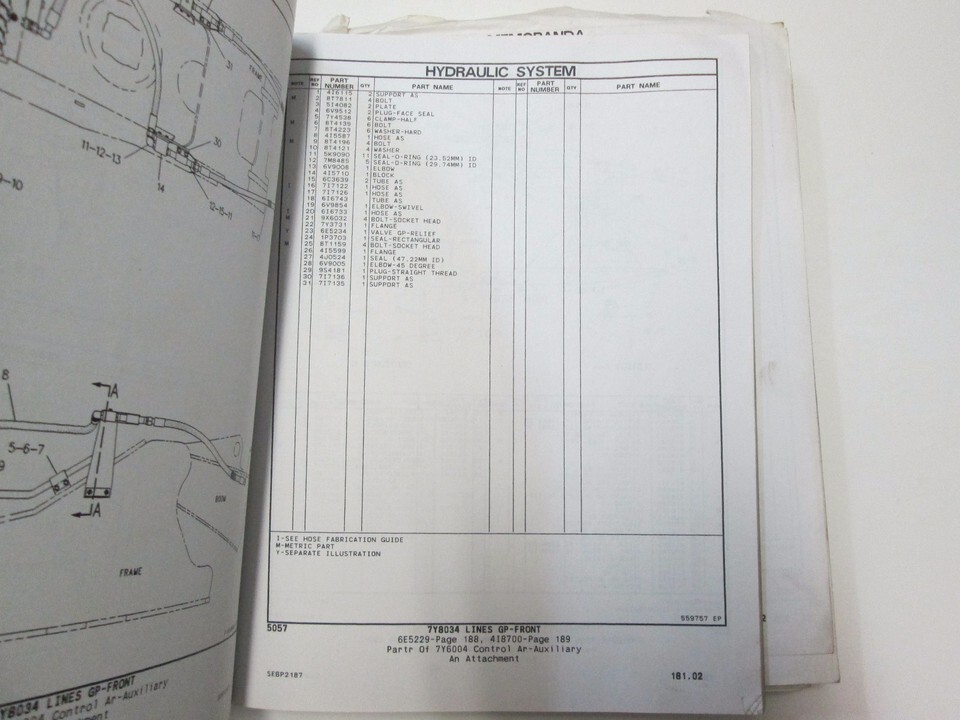 MEMORANDA
HYDRAULIC SYSTEM
NOTE REF NO PART NUMBER QTY PART NAME NOTE REF NO PART NUMBER QTY PART NAME
4I6115 2 SUPPORT AS
M 2 8T7811 4 BOLT
3 5I4082 2 PLATE
4 6V9512 2 PLUG-FACE SEAL
5 7Y4538 6 CLAMP-HALF
M 6 8T4139 6 BOLT
7 8T4223 6 WASHER-HARD
8 4I5587 1 HOSE AS
M 9 8T4196 4 BOLT
10 8T4121 4 WASHER
11 5K9090 11 SEAL-O-RING (23.52MM) ID
12 7M8485 5 SEAL-O-RING (29.74MM) ID
13 6V9008 1 ELBOW
14 4I5710 1 BLOCK
15 6C3639 2 TUBE AS
16 7I7122 1 HOSE AS
17 7I7126 1 HOSE AS
18 6I6743 TUBE AS
19 6V9854 1 ELBOW-SWIVEL
20 6I6733 1 HOSE AS
21 9X6032 4 BOLT-SOCKET HEAD
22 7Y3731 1 FLANGE
Y 23 6E5234 1 VALVE GP-RELIEF
24 1P3703 1 SEAL-RECTANGULAR
M 25 8T1159 4 BOLT-SOCKET HEAD
26 4I5599 1 FLANGE
27 4J0524 1 SEAL (47.22MM ID)
28 6V9005 1 ELBOW-45 DEGREE
29 9S4181 1 PLUG-STRAIGHT THREAD
30 7I7136 1 SUPPORT AS
31 7I7135 1 SUPPORT AS
I-SEE HOSE FABRICATION GUIDE
M-METRIC PART
Y-SEPARATE ILLUSTRATION
559757 EP
5057
7Y8034 LINES GP-FRONT
6E5229-Page 188, 4I8700-Page 189
Partr Of 7Y6004 Control Ar-Auxiliary
An Attachment
SEBP2187
181.02
31
FRAME
30
11-12-13
14
9-10
12-15-11
8
A
5-6-7
9
A
BOOM
FRAME
7Y8034 LINES GP-FRONT
Control Ar-Auxiliary